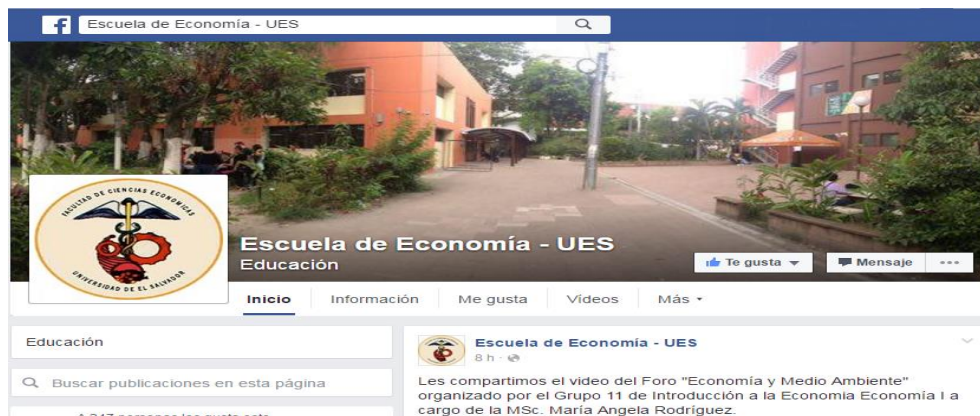 Escuela de Economía - UES
FACULTAD DE CIENCIAS ECONOMICAS
UNIVERSIDAD DE EL SALVADOR
Escuela de Economía - UES
Educación
Te gusta
Mensaje
Inicio
Información
Me gusta
Vídeos
Más
Educación
Buscar publicaciones en esta página
Escuela de Economía - UES
8 h ·
Les compartimos el video del Foro "Economía y Medio Ambiente"
organizado por el Grupo 11 de Introducción a la Economia Economía I a
cargo de la MSc. María Angela Rodríguez.